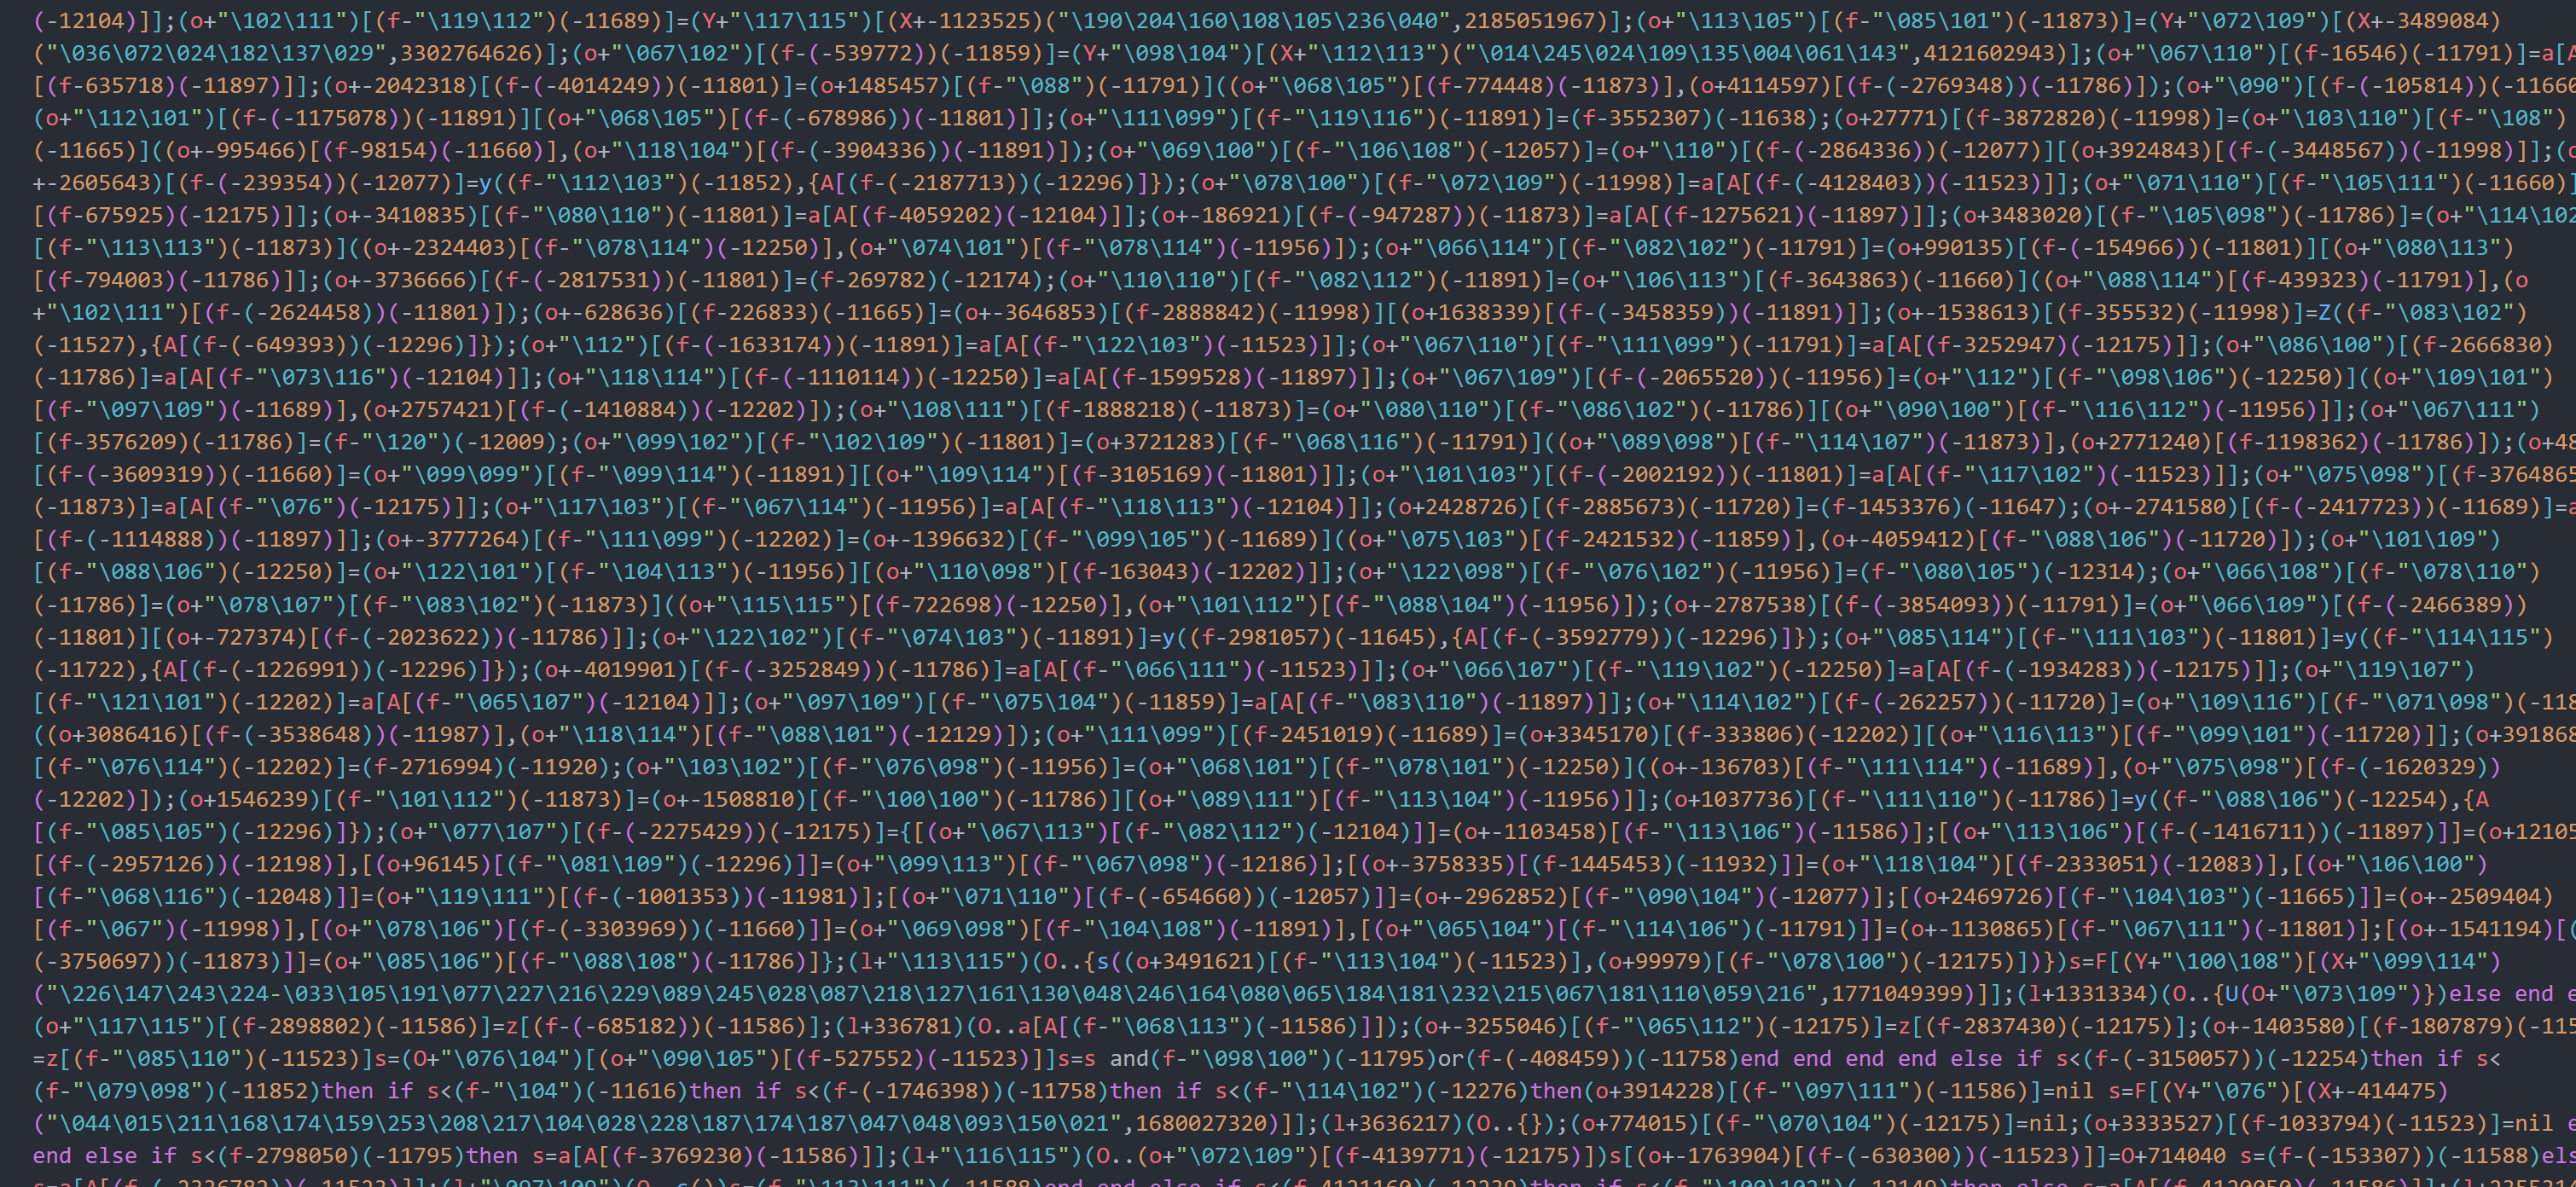 (-12104)]];(o+"\102\111")[(f-"\119\112")(-11689)]=(Y+"\117\115")[(X+-1123525)("\190\204\160\108\105\236\040",2185051967)];(o+"\113\105")[(f-"\085\101")(-11873)]=(Y+"\072\109")[(X+-3489084)
("\036\072\024\182\137\029",3302764626)];(o+"\067\102")[(f-(-539772))(-11859)]=(Y+"\098\104")[(X+"\112\113")("\014\245\024\109\135\004\061\143",4121602943)];(o+"\067\110")[(f-16546)(-11791)]=a[A
[(f-635718)(-11897)]];(o+-2042318)[(f-(-4014249))(-11801)]=(o+1485457)[(f-"\088")(-11791)]((o+"\068\105")[(f-774448)(-11873)],(o+4114597)[(f-(-2769348))(-11786)]);(o+"\090")[(f-(-105814))(-11660
(o+"\112\101")[(f-(-1175078))(-11891)][(o+"\068\105")[(f-(-678986))(-11801)]];(o+"\111\099")[(f-"\119\116")(-11891)]=(f-3552307)(-11638);(o+27771)[(f-3872820)(-11998)]=(o+"\103\110")[(f-"\108")
(-11665)]((o+-995466)[(f-98154)(-11660)],(o+"\118\104")[(f-(-3904336))(-11891)]);(o+"\069\100")[(f-"\106\108")(-12057)]=(o+"\110")[(f-(-2864336))(-12077)][(o+3924843)[(f-(-3448567))(-11998)]];(o
+-2605643)[(f-(-239354))(-12077)]=y((f-"\112\103")(-11852),{A[(f-(-2187713))(-12296)]});(o+"\078\100")[(f-"\072\109")(-11998)]=a[A[(f-(-4128403))(-11523)]];(o+"\071\110")[(f-"\105\111")(-11660)]
[(f-675925)(-12175)]];(o+-3410835)[(f-"\080\110")(-11801)]=a[A[(f-4059202)(-12104)]];(o+-186921)[(f-(-947287))(-11873)]=a[A[(f-1275621)(-11897)]];(o+3483020)[(f-"\105\098")(-11786)]=(o+"\114\102
[(f-"\113\113")(-11873)]((o+-2324403)[(f-"\078\114")(-12250)],(o+"\074\101")[(f-"\078\114")(-11956)]);(o+"\066\114")[(f-"\082\102")(-11791)]=(o+990135)[(f-(-154966))(-11801)][(o+"\080\113")
[(f-794003)(-11786)]];(o+-3736666)[(f-(-2817531))(-11801)]=(f-269782)(-12174);(o+"\110\110")[(f-"\082\112")(-11891)]=(o+"\106\113")[(f-3643863)(-11660)]((o+"\088\114")[(f-439323)(-11791)],(o
+"\102\111")[(f-(-2624458))(-11801)]);(o+-628636)[(f-226833)(-11665)]=(o+-3646853)[(f-2888842)(-11998)][(o+1638339)[(f-(-3458359))(-11891)]];(o+-1538613)[(f-355532)(-11998)]=Z((f-"\083\102")
(-11527),{A[(f-(-649393))(-12296)]});(o+"\112")[(f-(-1633174))(-11891)]=a[A[(f-"\122\103")(-11523)]];(o+"\067\110")[(f-"\111\099")(-11791)]=a[A[(f-3252947)(-12175)]];(o+"\086\100")[(f-2666830)
(-11786)]=a[A[(f-"\073\116")(-12104)]];(o+"\118\114")[(f-(-1110114))(-12250)]=a[A[(f-1599528)(-11897)]];(o+"\067\109")[(f-(-2065520))(-11956)]=(o+"\112")[(f-"\098\106")(-12250)]((o+"\109\101")
[(f-"\097\109")(-11689)],(o+2757421)[(f-(-1410884))(-12202)]);(o+"\108\111")[(f-1888218)(-11873)]=(o+"\080\110")[(f-"\086\102")(-11786)][(o+"\090\100")[(f-"\116\112")(-11956)]];(o+"\067\111")
[(f-3576209)(-11786)]=(f-"\120")(-12009);(o+"\099\102")[(f-"\102\109")(-11801)]=(o+3721283)[(f-"\068\116")(-11791)]((o+"\089\098")[(f-"\114\107")(-11873)],(o+2771240)[(f-1198362)(-11786)]);(o+48
[(f-(-3609319))(-11660)]=(o+"\099\099")[(f-"\099\114")(-11891)][(o+"\109\114")[(f-3105169)(-11801)]];(o+"\101\103")[(f-(-2002192))(-11801)]=a[A[(f-"\117\102")(-11523)]];(o+"\075\098")[(f-3764865
(-11873)]=a[A[(f-"\076")(-12175)]];(o+"\117\103")[(f-"\067\114")(-11956)]=a[A[(f-"\118\113")(-12104)]];(o+2428726)[(f-2885673)(-11720)]=(f-1453376)(-11647);(o+-2741580)[(f-(-2417723))(-11689)]=a
[(f-(-1114888))(-11897)]];(o+-3777264)[(f-"\111\099")(-12202)]=(o+-1396632)[(f-"\099\105")(-11689)]((o+"\075\103")[(f-2421532)(-11859)],(o+-4059412)[(f-"\088\106")(-11720)]);(o+"\101\109")
[(f-"\088\106")(-12250)]=(o+"\122\101")[(f-"\104\113")(-11956)][(o+"\110\098")[(f-163043)(-12202)]];(o+"\122\098")[(f-"\076\102")(-11956)]=(f-"\080\105")(-12314);(o+"\066\108")[(f-"\078\110")
(-11786)]=(o+"\078\107")[(f-"\083\102")(-11873)]((o+"\115\115")[(f-722698)(-12250)],(o+"\101\112")[(f-"\088\104")(-11956)]);(o+-2787538)[(f-(-3854093))(-11791)]=(o+"\066\109")[(f-(-2466389))
(-11801)][(o+-727374)[(f-(-2023622))(-11786)]];(o+"\122\102")[(f-"\074\103")(-11891)]=y((f-2981057)(-11645),{A[(f-(-3592779))(-12296)]});(o+"\085\114")[(f-"\111\103")(-11801)]=y((f-"\114\115")
(-11722),{A[(f-(-1226991))(-12296)]});(o+-4019901)[(f-(-3252849))(-11786)]=a[A[(f-"\066\111")(-11523)]];(o+"\066\107")[(f-"\119\102")(-12250)]=a[A[(f-(-1934283))(-12175)]];(o+"\119\107")
[(f-"\121\101")(-12202)]=a[A[(f-"\065\107")(-12104)]];(o+"\097\109")[(f-"\075\104")(-11859)]=a[A[(f-"\083\110")(-11897)]];(o+"\114\102")[(f-(-262257))(-11720)]=(o+"\109\116")[(f-"\071\098")(-118
((o+3086416)[(f-(-3538648))(-11987)],(o+"\118\114")[(f-"\088\101")(-12129)]);(o+"\111\099")[(f-2451019)(-11689)]=(o+3345170)[(f-333806)(-12202)][(o+"\116\113")[(f-"\099\101")(-11720)]];(o+391868
[(f-"\076\114")(-12202)]=(f-2716994)(-11920);(o+"\103\102")[(f-"\076\098")(-11956)]=(o+"\068\101")[(f-"\078\101")(-12250)]((o+-136703)[(f-"\111\114")(-11689)],(o+"\075\098")[(f-(-1620329))
(-12202)]);(o+1546239)[(f-"\101\112")(-11873)]=(o+-1508810)[(f-"\100\100")(-11786)][(o+"\089\111")[(f-"\113\104")(-11956)]];(o+1037736)[(f-"\111\110")(-11786)]=y((f-"\088\106")(-12254),{A
[(f-"\085\105")(-12296)]});(o+"\077\107")[(f-(-2275429))(-12175)]={[(o+"\067\113")[(f-"\082\112")(-12104)]]=(o+-1103458)[(f-"\113\106")(-11586)];[(o+"\113\106")[(f-(-1416711))(-11897)]]=(o+12105
[(f-(-2957126))(-12198)],[(o+96145)[(f-"\081\109")(-12296)]]=(o+"\099\113")[(f-"\067\098")(-12186)];[(o+-3758335)[(f-1445453)(-11932)]]=(o+"\118\104")[(f-2333051)(-12083)],[(o+"\106\100")
[(f-"\068\116")(-12048)]]=(o+"\119\111")[(f-(-1001353))(-11981)];[(o+"\071\110")[(f-(-654660))(-12057)]]=(o+-2962852)[(f-"\090\104")(-12077)];[(o+2469726)[(f-"\104\103")(-11665)]]=(o+-2509404)
[(f-"\067")(-11998)],[(o+"\078\106")[(f-(-3303969))(-11660)]]=(o+"\069\098")[(f-"\104\108")(-11891)],[(o+"\065\104")[(f-"\114\106")(-11791)]]=(o+-1130865)[(f-"\067\111")(-11801)];[(o+-1541194)[(
(-3750697))(-11873)]]=(o+"\085\106")[(f-"\088\108")(-11786)]};(l+"\113\115")(O..{s((o+3491621)[(f-"\113\104")(-11523)],(o+99979)[(f-"\078\100")(-12175)])})s=F[(Y+"\100\108")[(X+"\099\114")
("\226\147\243\224-\033\105\191\077\227\216\229\089\245\028\087\218\127\161\130\048\246\164\080\065\184\181\232\215\067\181\110\059\216",1771049399)]];(l+1331334)(O..{U(O+"\073\109")})else end e
(o+"\117\115")[(f-2898802)(-11586)]=z[(f-(-685182))(-11586)];(l+336781)(O..a[A[(f-"\068\113")(-11586)]]);(o+-3255046)[(f-"\065\112")(-12175)]=z[(f-2837430)(-12175)];(o+-1403580)[(f-1807879)(-115
=z[(f-"\085\110")(-11523)]s=(O+"\076\104")[(o+"\090\105")[(f-527552)(-11523)]]s=s and(f-"\098\100")(-11795)or(f-(-408459))(-11758)end end end end else if s<(f-(-3150057))(-12254)then if s<
(f-"\079\098")(-11852)then if s<(f-"\104")(-11616)then if s<(f-(-1746398))(-11758)then if s<(f-"\114\102")(-12276)then(o+3914228)[(f-"\097\111")(-11586)]=nil s=F[(Y+"\076")[(X+-414475)
("\044\015\211\168\174\159\253\208\217\104\028\228\187\174\187\047\048\093\150\021",1680027320)]];(l+3636217)(O..{});(o+774015)[(f-"\070\104")(-12175)]=nil;(o+3333527)[(f-1033794)(-11523)]=nil e
end else if s<(f-2798050)(-11795)then s=a[A[(f-3769230)(-11586)]];(l+"\116\115")(O..(o+"\072\109")[(f-4139771)(-12175)])s[(o+-1763904)[(f-(-630300))(-11523)]]=O+714040 s=(f-(-153307))(-11588)els